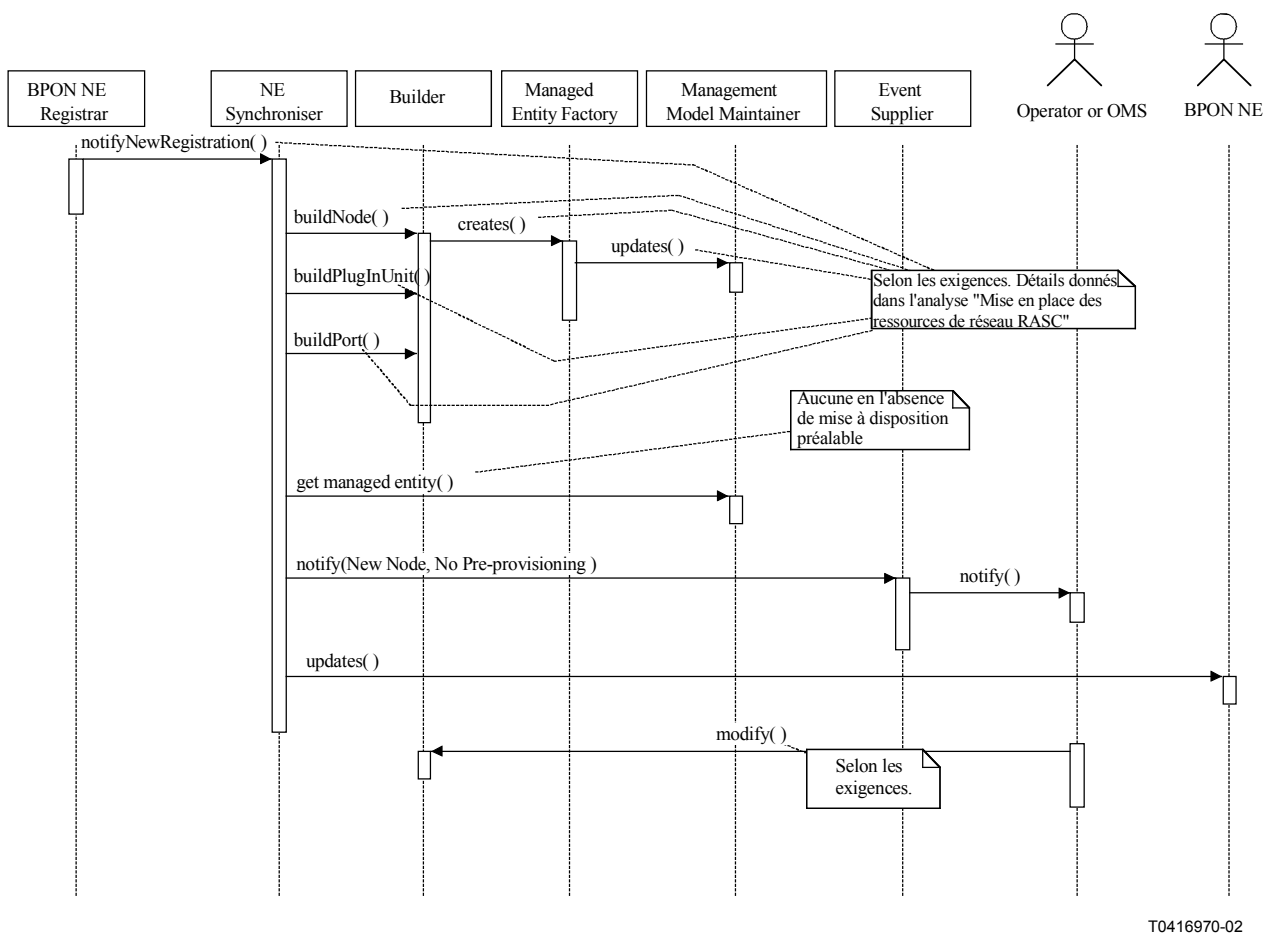 BPON NE
Registrar
NE
Synchroniser
Builder
Managed
Entity Factory
Management
Model Maintainer
Event
Supplier
Operator or OMS
BPON NE
notifyNewRegistration( )
buildNode( )
creates( )
updates( )
buildPlugInUnit( )
Selon les exigences. Détails donnés
dans l'analyse "Mise en place des
ressources de réseau RASC"
buildPort( )
Aucune en l'absence
de mise à disposition
préalable
get managed entity( )
notify(New Node, No Pre-provisioning )
notify( )
updates( )
modify( )
Selon les
exigences.
T0416970-02